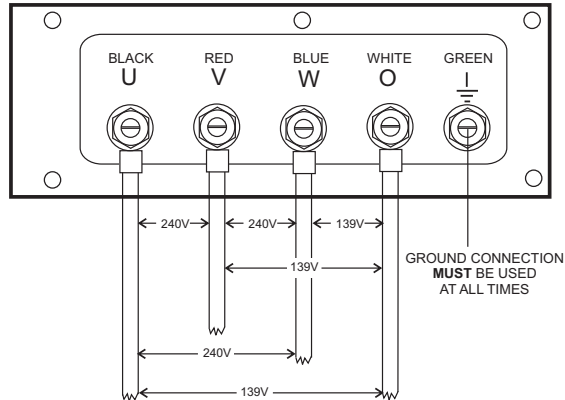 BLACK RED BLUE WHITE GREEN
U V W O
240V 240V 139V
139V
GROUND CONNECTION
MUST BE USED
AT ALL TIMES
240V
139V